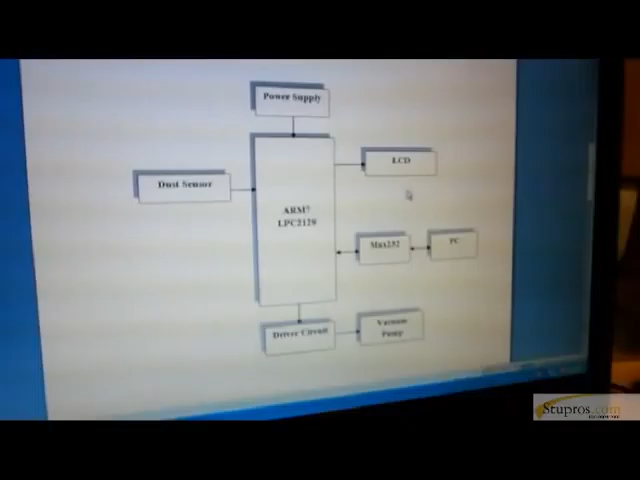 Power Supply
LCD
Dust Sensor
ARM7
LPC2129
Max232
PC
Driver Circuit
Vacuum
Pump
Stupros.com